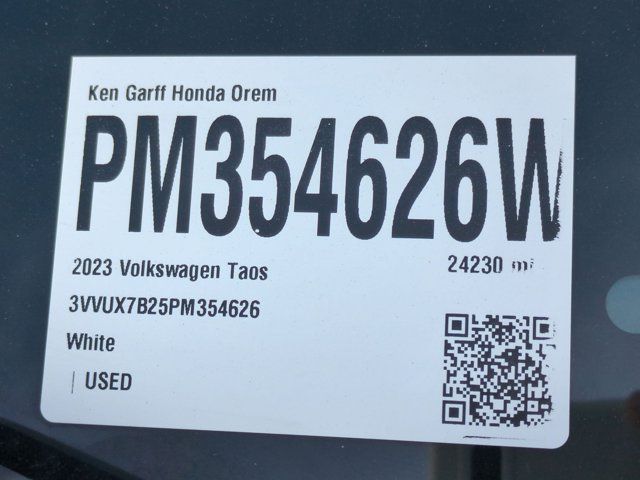 Ken Garff Honda Orem
PM354626W
2023 Volkswagen Taos
24230 mi
3VVUX7B25PM354626
White
| USED